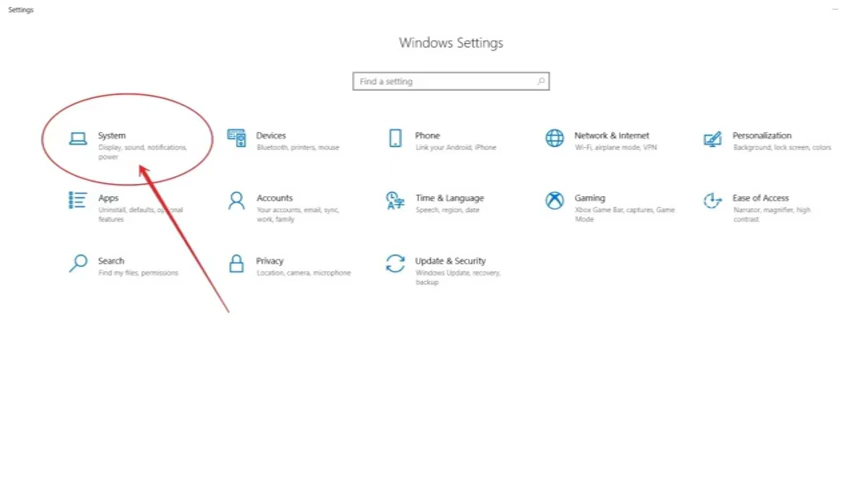 Settings
Windows Settings
Find a setting
System
Display, sound, notifications,
power
Devices
Bluetooth, printers, mouse
Phone
Link your Android, iPhone
Network & Internet
Wi-Fi, airplane mode, VPN
Personalization
Background, lock screen, colors
Apps
Uninstall, defaults, optional
features
Accounts
Your accounts, email, sync,
work, family
Time & Language
Speech, region, date
Gaming
Xbox Game Bar, captures, Game
Mode
Ease of Access
Narrator, magnifier, high
contrast
Search
Find my files, permissions
Privacy
Location, camera, microphone
Update & Security
Windows Update, recovery,
backup